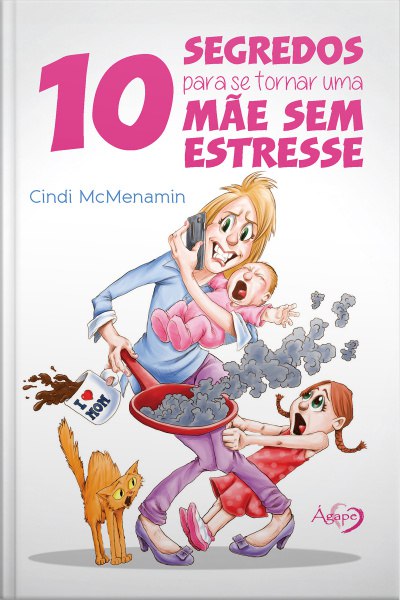 10
SEGREDOS
para se tornar uma
MÃE SEM
ESTRESSE
Cindi McMenamin
I ♥
MOM
Ágape